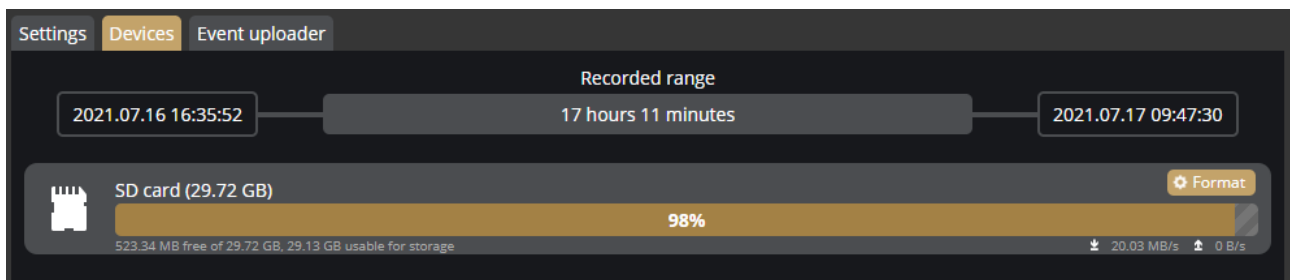 Settings Devices Event uploader
Recorded range
2021.07.16 16:35:52 17 hours 11 minutes 2021.07.17 09:47:30
SD card (29.72 GB) Format
98%
523.34 MB free of 29.72 GB, 29.13 GB usable for storage 20.03 MB/s 0 B/s